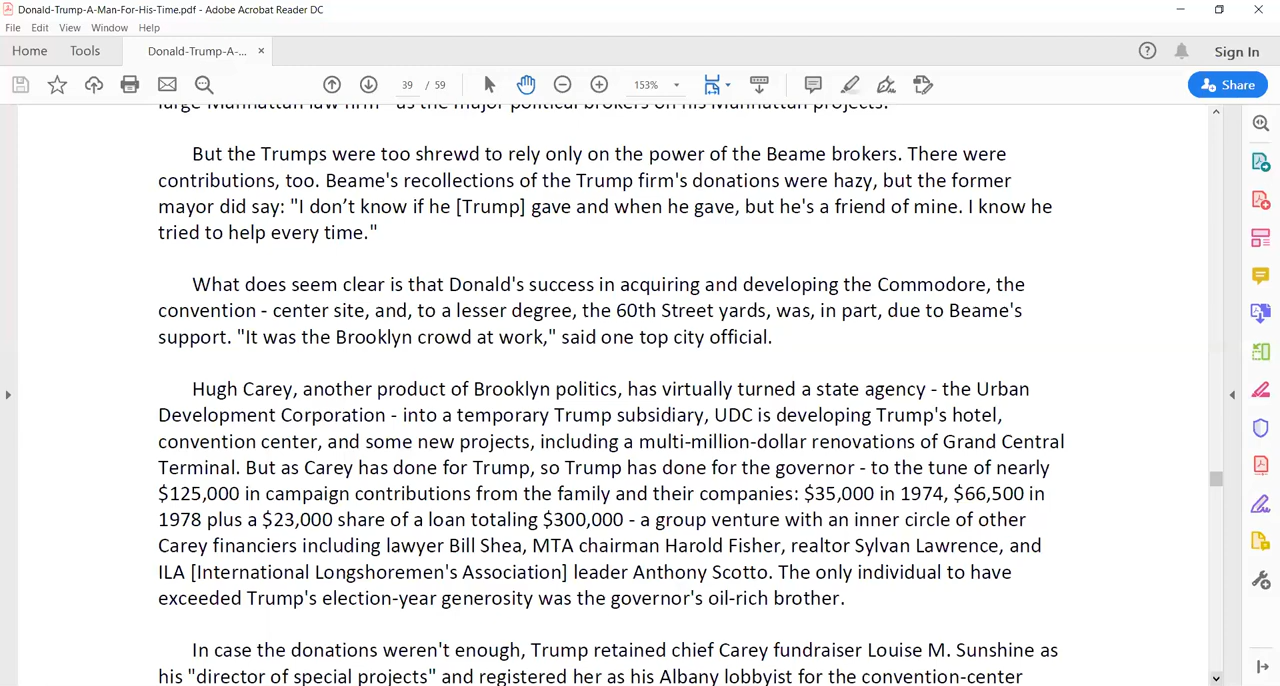 Donald-Trump-A-Man-For-His-Time.pdf - Adobe Acrobat Reader DC
File Edit View Window Help
Home Tools Donald-Trump-A-... × Sign In
39 / 59 153% Share
large Manhattan law firm - as the major political brokers on his Manhattan projects.
But the Trumps were too shrewd to rely only on the power of the Beame brokers. There were
contributions, too. Beame's recollections of the Trump firm's donations were hazy, but the former
mayor did say: "I don’t know if he [Trump] gave and when he gave, but he's a friend of mine. I know he
tried to help every time."
What does seem clear is that Donald's success in acquiring and developing the Commodore, the
convention - center site, and, to a lesser degree, the 60th Street yards, was, in part, due to Beame's
support. "It was the Brooklyn crowd at work," said one top city official.
Hugh Carey, another product of Brooklyn politics, has virtually turned a state agency - the Urban
Development Corporation - into a temporary Trump subsidiary, UDC is developing Trump's hotel,
convention center, and some new projects, including a multi-million-dollar renovations of Grand Central
Terminal. But as Carey has done for Trump, so Trump has done for the governor - to the tune of nearly
$125,000 in campaign contributions from the family and their companies: $35,000 in 1974, $66,500 in
1978 plus a $23,000 share of a loan totaling $300,000 - a group venture with an inner circle of other
Carey financiers including lawyer Bill Shea, MTA chairman Harold Fisher, realtor Sylvan Lawrence, and
ILA [International Longshoremen's Association] leader Anthony Scotto. The only individual to have
exceeded Trump's election-year generosity was the governor's oil-rich brother.
In case the donations weren't enough, Trump retained chief Carey fundraiser Louise M. Sunshine as
his "director of special projects" and registered her as his Albany lobbyist for the convention-center